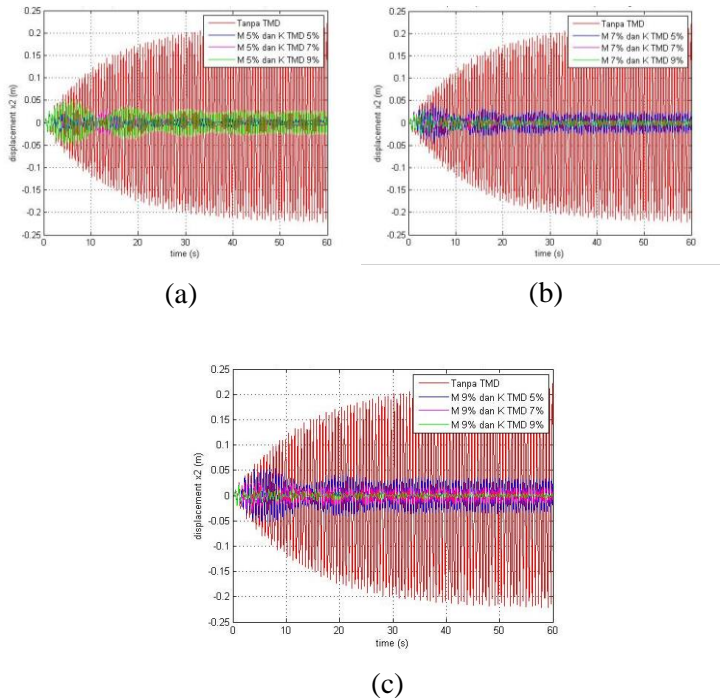 0.25
0.2
0.15
0.1
0.05
0
-0.05
-0.1
-0.15
-0.2
-0.25
displacement x2 (m)
Tanpa TMD
M 5% dan K TMD 5%
M 5% dan K TMD 7%
M 5% dan K TMD 9%
0 10 20 30 40 50 60
time (s)
(a)
0.25
0.2
0.15
0.1
0.05
0
-0.05
-0.1
-0.15
-0.2
-0.25
displacement x2 (m)
Tanpa TMD
M 7% dan K TMD 5%
M 7% dan K TMD 7%
M 7% dan K TMD 9%
0 10 20 30 40 50 60
time (s)
(b)
0.25
0.2
0.15
0.1
0.05
0
-0.05
-0.1
-0.15
-0.2
-0.25
displacement x2 (m)
Tanpa TMD
M 9% dan K TMD 5%
M 9% dan K TMD 7%
M 9% dan K TMD 9%
0 10 20 30 40 50 60
time (s)
(c)